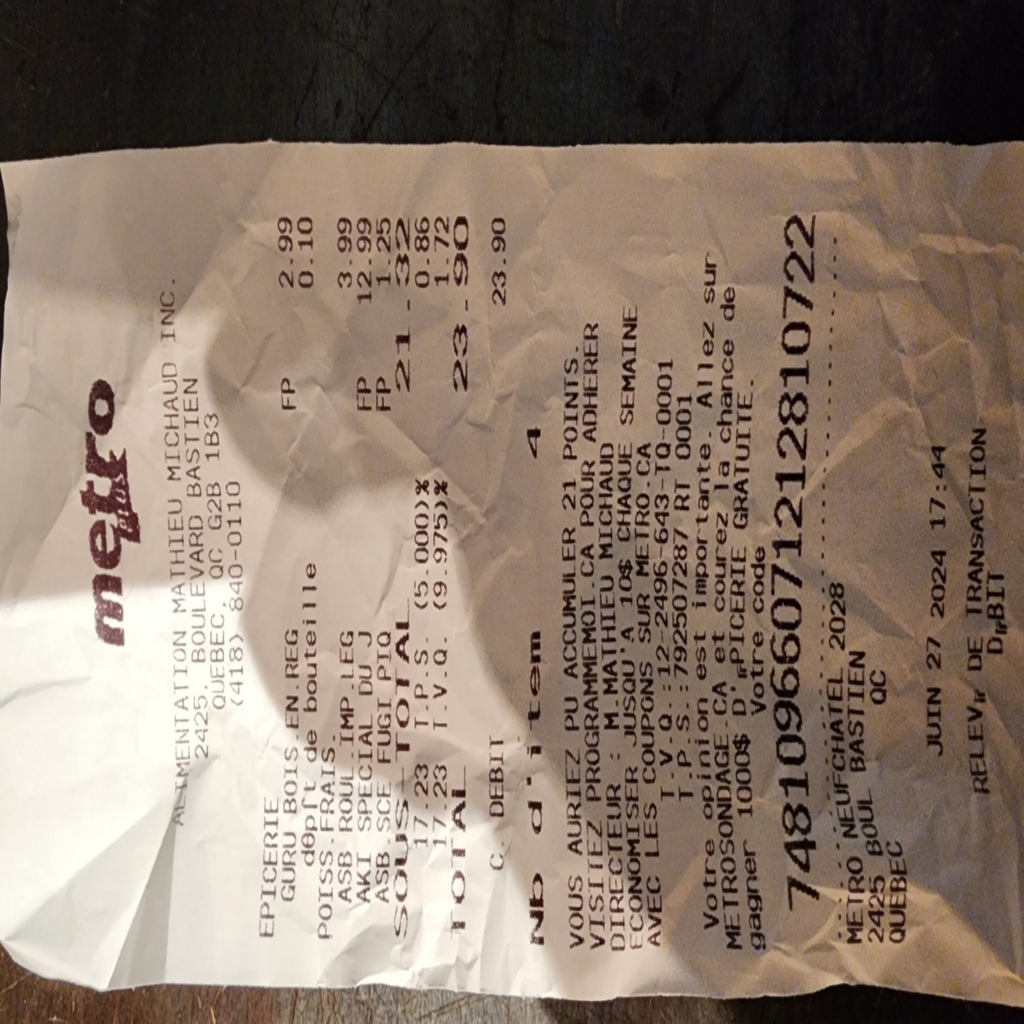 metro
plus
ALIMENTATION MATHIEU MICHAUD INC.
2425, BOULEVARD BASTIEN
QUEBEC, QC G2B 1B3
(418) 840-0110
EPICERIE
GURU BOIS EN.REG FP 2.99
dépît de bouteille 0.10
POISS.FRAIS
ASB ROUL.IMP.LEG 3.99
AKI SPECIAL DU J FP 12.99
ASB.SCE FUGI PIQ FP 1.25
SOUS-TOTAL 21.32
17.23 T.P.S. (5.000)% 0.86
17.23 T.V.Q. (9.975)% 1.72
TOTAL 23.90
C. DEBIT 23.90
Nb d'item 4
VOUS AURIEZ PU ACCUMULER 21 POINTS.
VISITEZ PROGRAMMEMOI.CA POUR ADHERER
DIRECTEUR : M.MATHIEU MICHAUD
ECONOMISER JUSQU'A 10$ CHAQUE SEMAINE
AVEC LES COUPONS SUR METRO.CA
T.V.Q.:12-2496-643-TQ-0001
T.P.S.:792507287 RT 0001
Votre opinion est importante. Allez sur
METROSONDAGE.CA et courez la chance de
gagner 1000$ D'╓PICERIE GRATUITE.
Votre code
74810966071212810722
METRO NEUFCHATEL 2028
2425 BOUL BASTIEN
QUEBEC QC
JUIN 27 2024 17:44
RELEV╓ DE TRANSACTION
D╓BIT